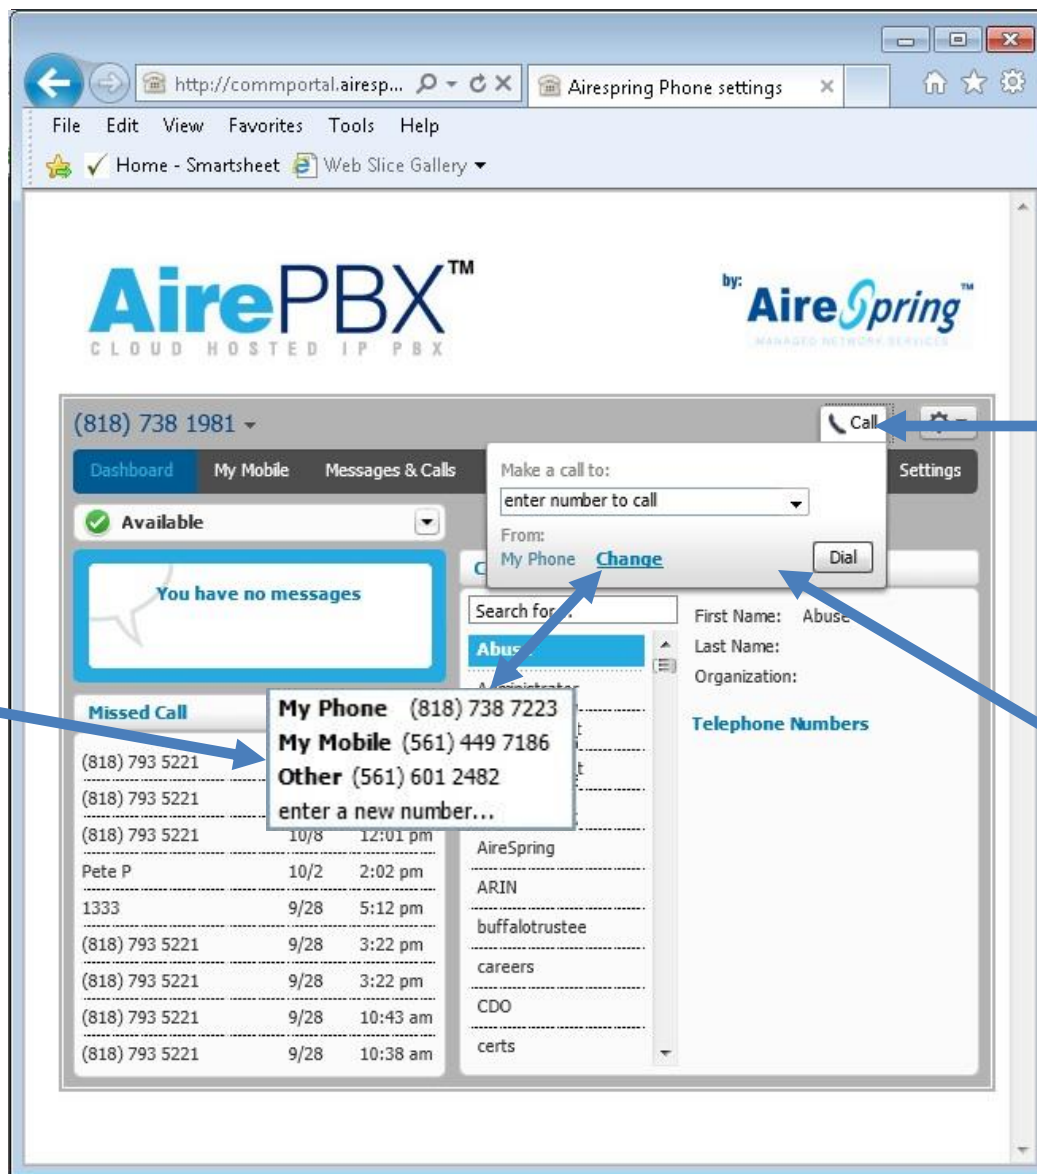 http://commportal.airesp...
Airespring Phone settings
File Edit View Favorites Tools Help
Home - Smartsheet Web Slice Gallery
AirePBX™
CLOUD HOSTED IP PBX
by: AireSpring™
MANAGED NETWORK SERVICES
(818) 738 1981
Call
Dashboard My Mobile Messages & Calls Settings
Make a call to:
enter number to call
From:
My Phone Change
Dial
Available
You have no messages
Search for
First Name: Abuse
Last Name:
Organization:
Telephone Numbers
My Phone (818) 738 7223
My Mobile (561) 449 7186
Other (561) 601 2482
enter a new number...
Missed Call
(818) 793 5221
(818) 793 5221
(818) 793 5221 10/8 12:01 pm
Pete P 10/2 2:02 pm
1333 9/28 5:12 pm
(818) 793 5221 9/28 3:22 pm
(818) 793 5221 9/28 3:22 pm
(818) 793 5221 9/28 10:43 am
(818) 793 5221 9/28 10:38 am
AireSpring
ARIN
buffalotrustee
careers
CDO
certs